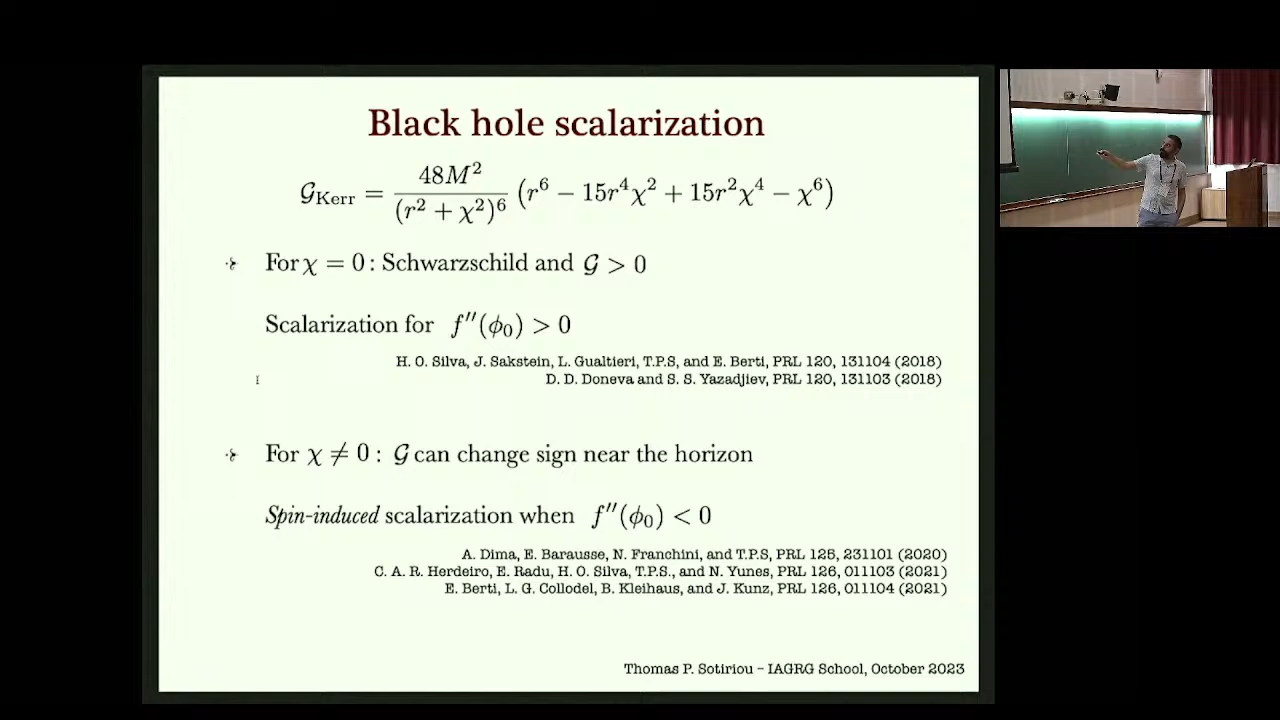 Black hole scalarization
𝒢_Kerr = 48M²/(r² + χ²)⁶ (r⁶ − 15r⁴χ² + 15r²χ⁴ − χ⁶)
For χ = 0 : Schwarzschild and 𝒢 > 0
Scalarization for f″(ϕ₀) > 0
H. O. Silva, J. Sakstein, L. Gualtieri, T.P.S, and E. Berti, PRL 120, 131104 (2018)
D. D. Doneva and S. S. Yazadjiev, PRL 120, 131103 (2018)
For χ ≠ 0 : 𝒢 can change sign near the horizon
Spin-induced scalarization when f″(ϕ₀) < 0
A. Dima, E. Barausse, N. Franchini, and T.P.S, PRL 125, 231101 (2020)
C. A. R. Herdeiro, E. Radu, H. O. Silva, T.P.S., and N. Yunes, PRL 126, 011103 (2021)
E. Berti, L. G. Collodel, B. Kleihaus, and J. Kunz, PRL 126, 011104 (2021)
Thomas P. Sotiriou – IAGRG School, October 2023